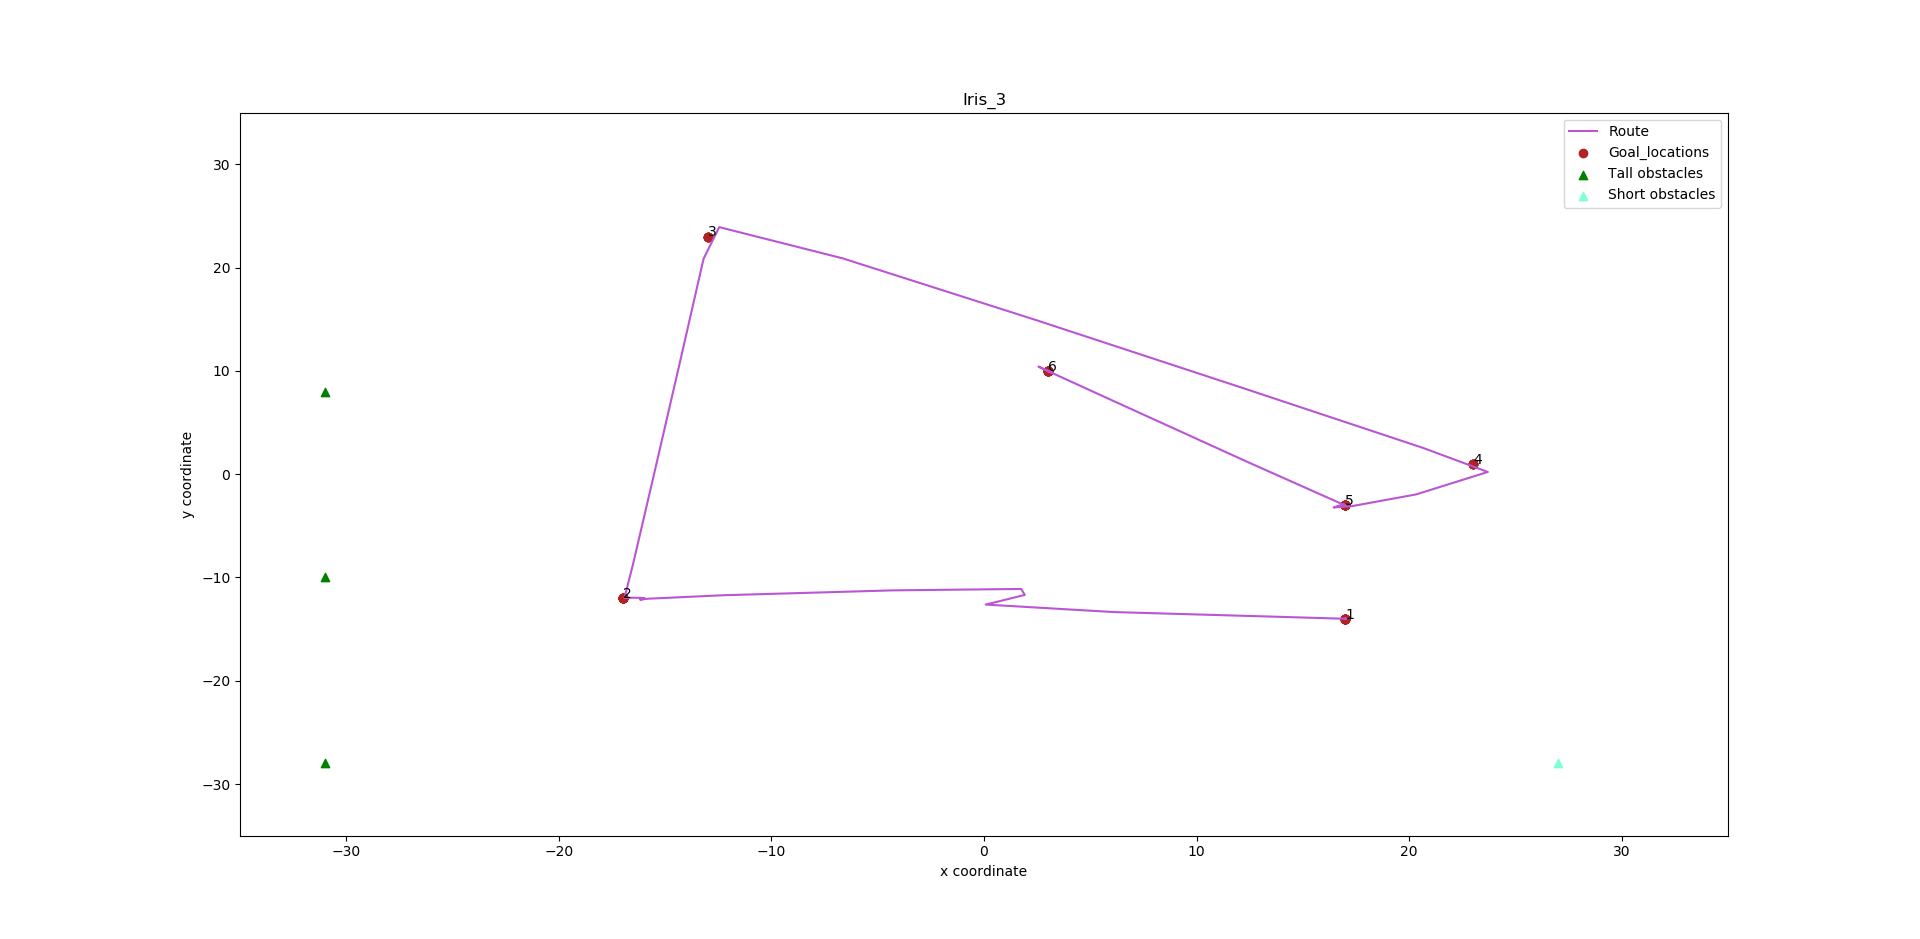 Iris_3
Route
Goal_locations
Tall obstacles
Short obstacles
30
20
10
0
−10
−20
−30
y coordinate
3
6
4
5
2
1
−30
−20
−10
0
10
20
30
x coordinate